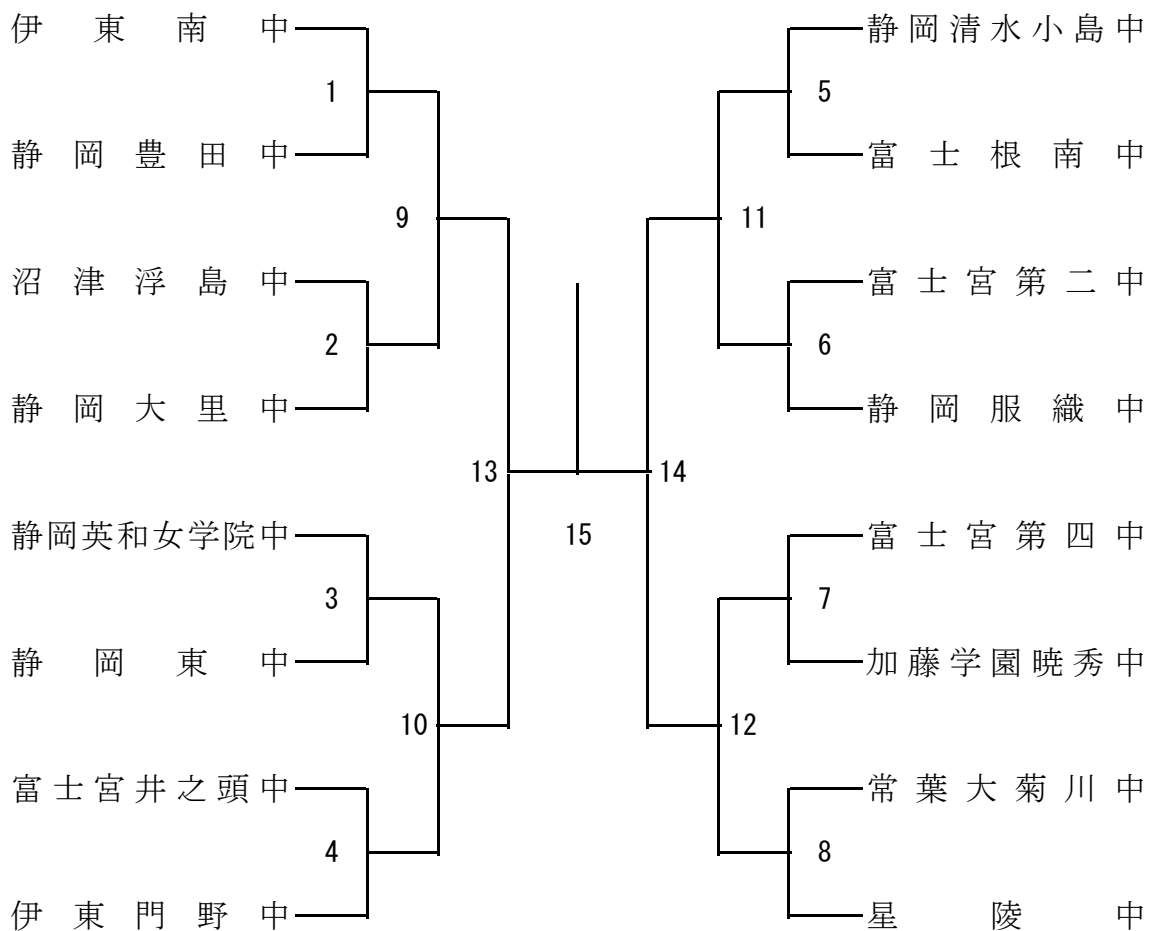 伊東南中
静岡清水小島中
1
5
静岡豊田中
富士根南中
9
11
沼津浮島中
富士宮第二中
2
6
静岡大里中
静岡服織中
13
14
静岡英和女学院中
15
富士宮第四中
3
7
静岡東中
加藤学園暁秀中
10
12
富士宮井之頭中
常葉大菊川中
4
8
伊東門野中
星陵中